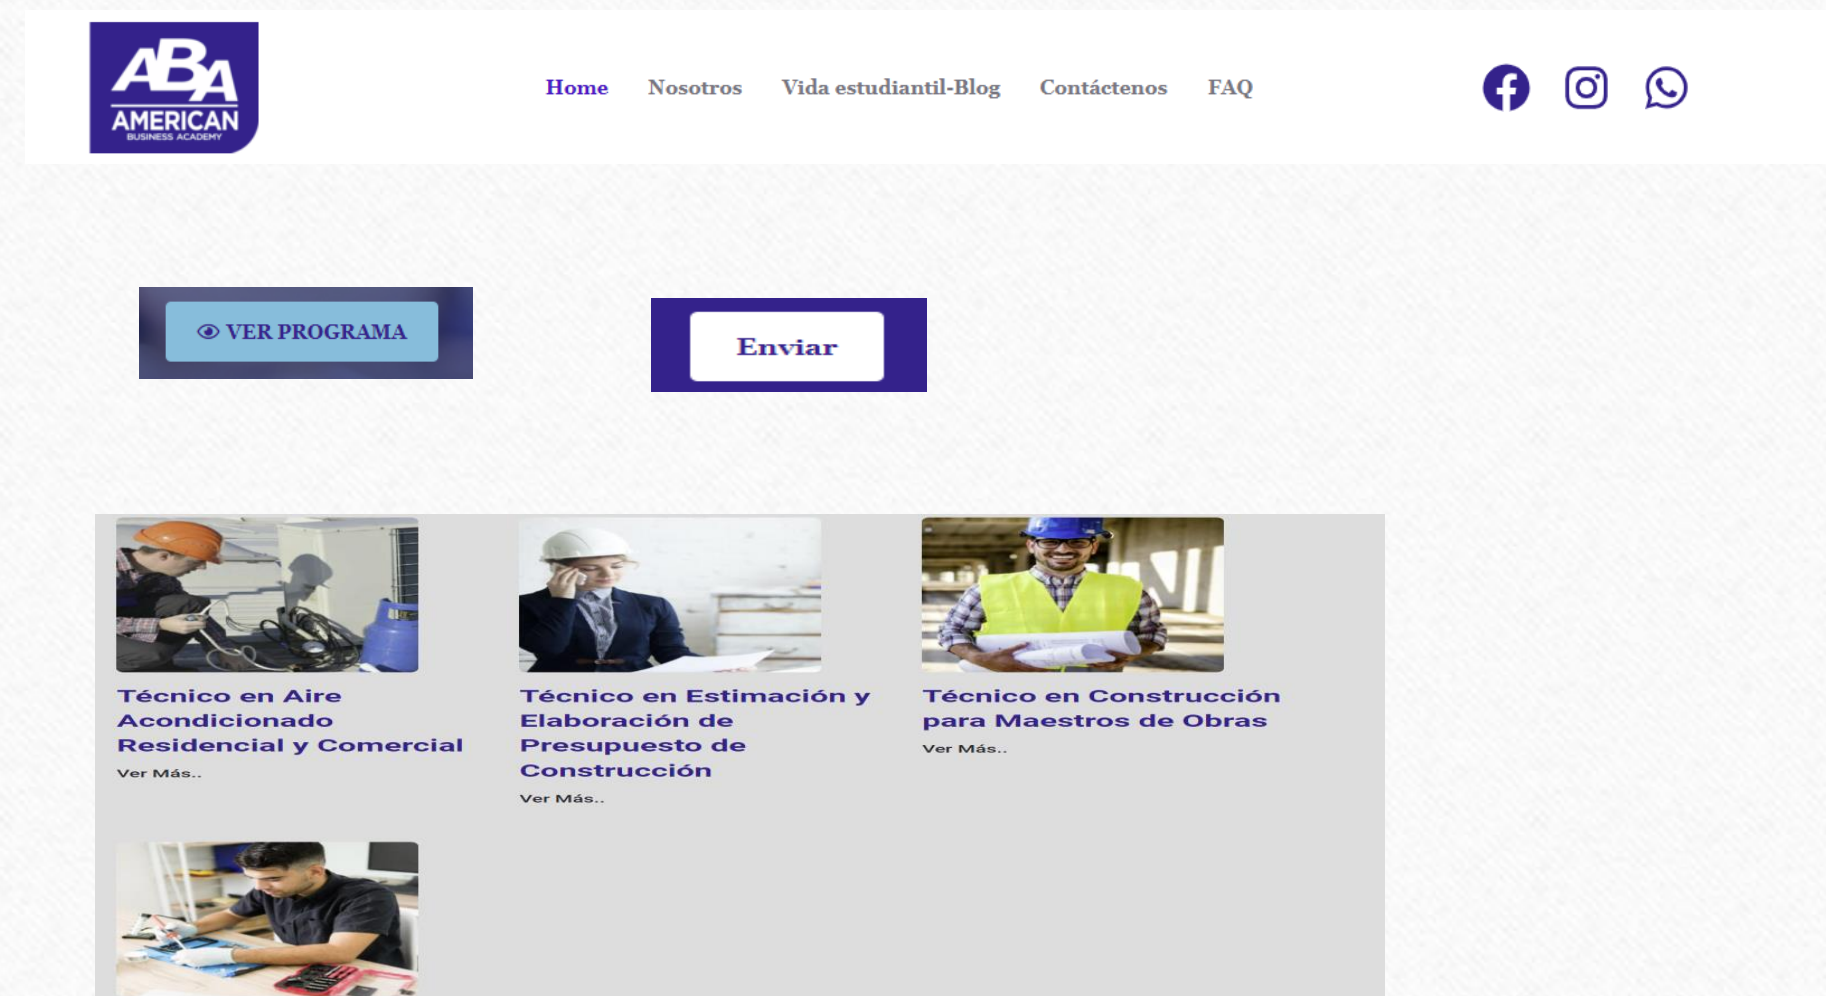 ABA
AMERICAN
BUSINESS ACADEMY
Home Nosotros Vida estudiantil-Blog Contáctenos FAQ
VER PROGRAMA
Enviar
Técnico en Aire
Acondicionado
Residencial y Comercial
Ver Más..
Técnico en Estimación y
Elaboración de
Presupuesto de
Construcción
Ver Más..
Técnico en Construcción
para Maestros de Obras
Ver Más..